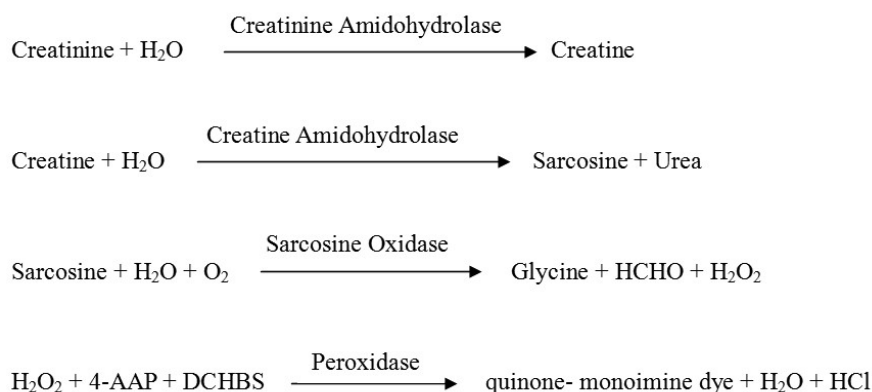 Creatinine Amidohydrolase
Creatinine + H₂O Creatine
Creatine Amidohydrolase
Creatine + H₂O Sarcosine + Urea
Sarcosine Oxidase
Sarcosine + H₂O + O₂ Glycine + HCHO + H₂O₂
Peroxidase
H₂O₂ + 4-AAP + DCHBS quinone- monoimine dye + H₂O + HCl